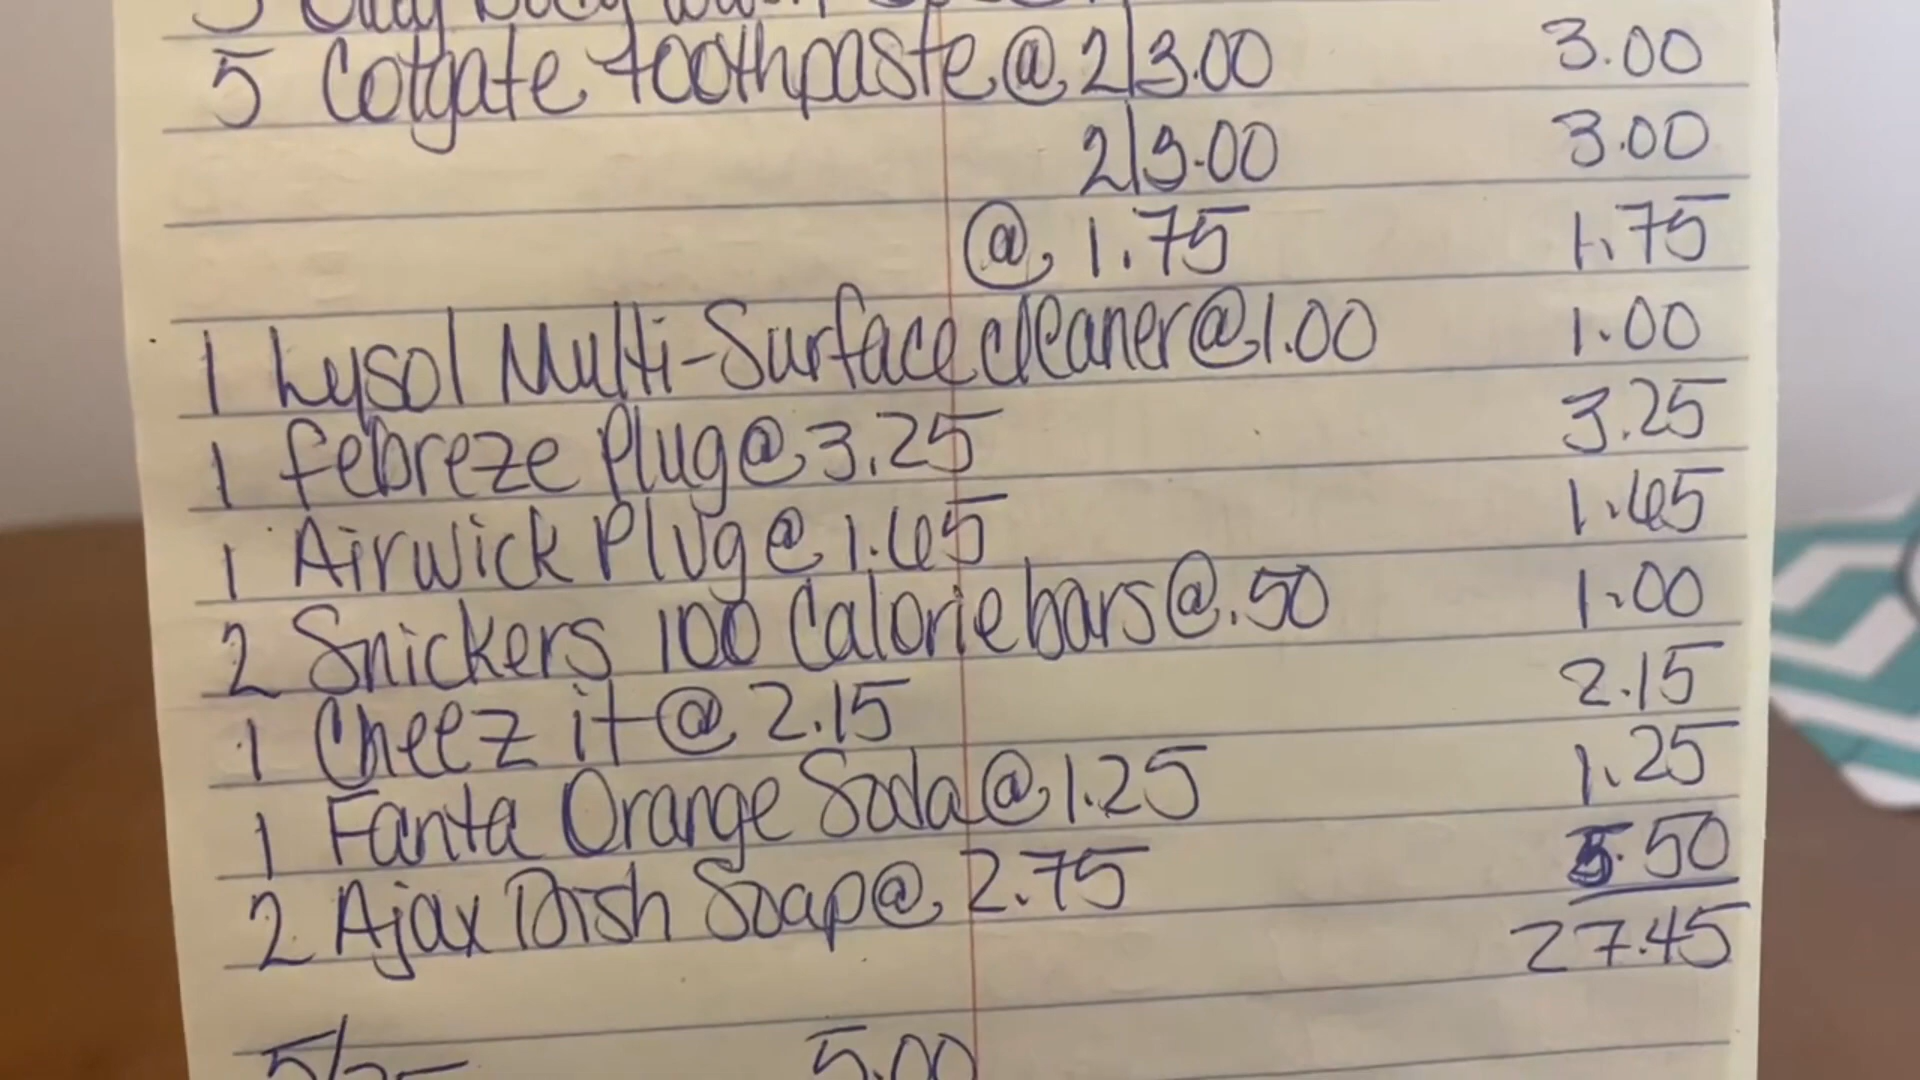 5 Colgate toothpaste @ 2/3.00 3.00
2/3.00 3.00
@ 1.75 1.75
1 Lysol Multi-Surface cleaner @ 1.00 1.00
1 febreze Plug @ 3.25 3.25
1 Airwick Plug @ 1.65 1.65
2 Snickers 100 Calorie bars @ .50 1.00
1 Cheez it @ 2.15 2.15
1 Fanta Orange Soda @ 1.25 1.25
2 Ajax Dish Soap @ 2.75 5.50
27.45
5/25 5.00